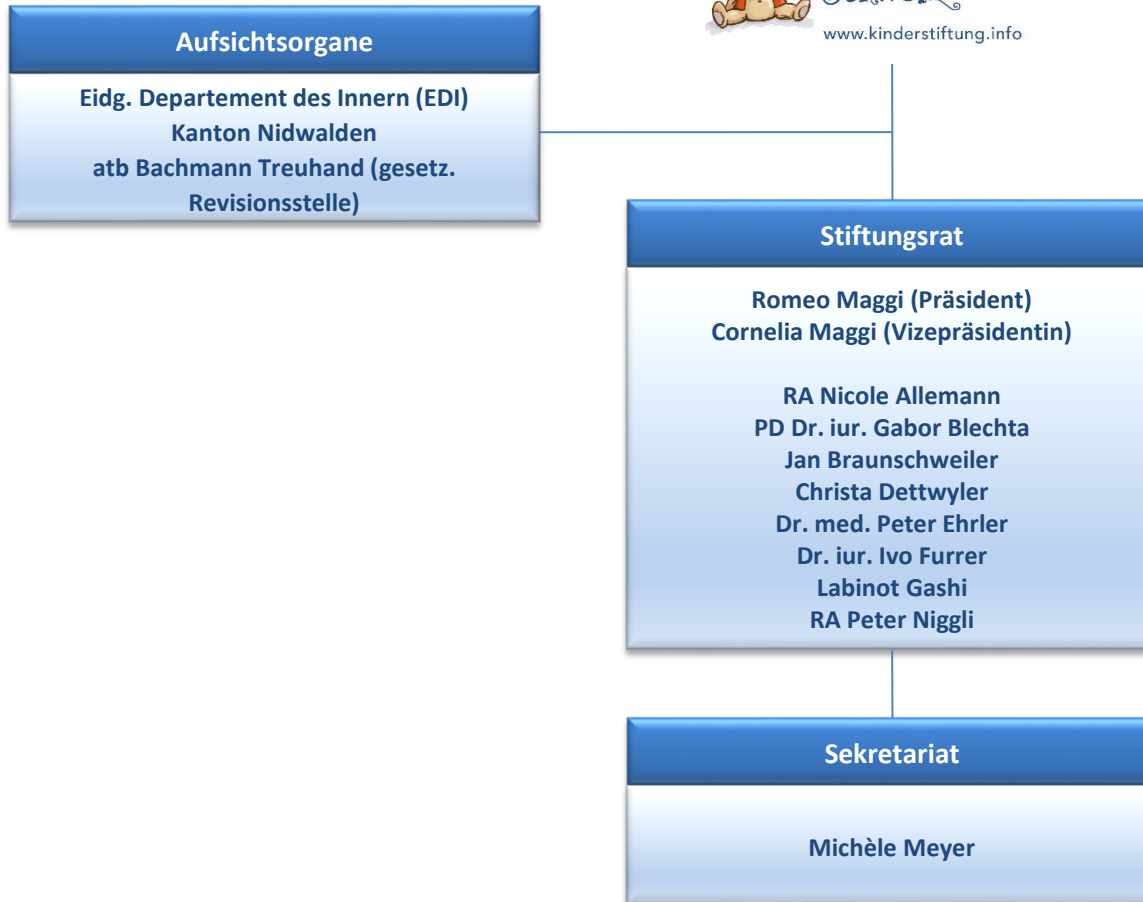 www.kinderstiftung.info
Aufsichtsorgane
Eidg. Departement des Innern (EDI)
Kanton Nidwalden
atb Bachmann Treuhand (gesetz.
Revisionsstelle)
Stiftungsrat
Romeo Maggi (Präsident)
Cornelia Maggi (Vizepräsidentin)
RA Nicole Allemann
PD Dr. iur. Gabor Blechta
Jan Braunschweiler
Christa Dettwyler
Dr. med. Peter Ehrler
Dr. iur. Ivo Furrer
Labinot Gashi
RA Peter Niggli
Sekretariat
Michèle Meyer